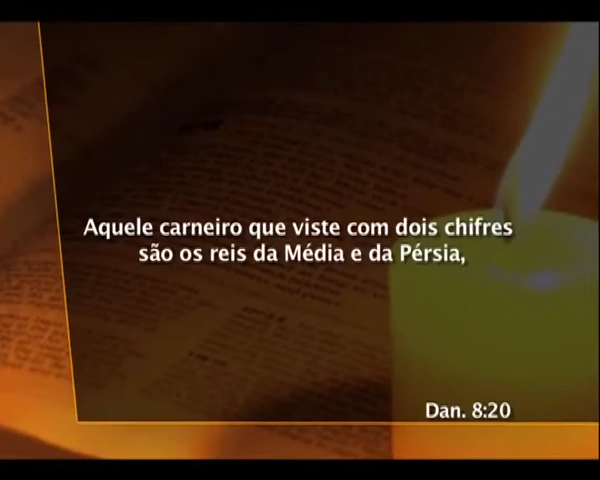 Aquele carneiro que viste com dois chifres
são os reis da Média e da Pérsia,
Dan. 8:20